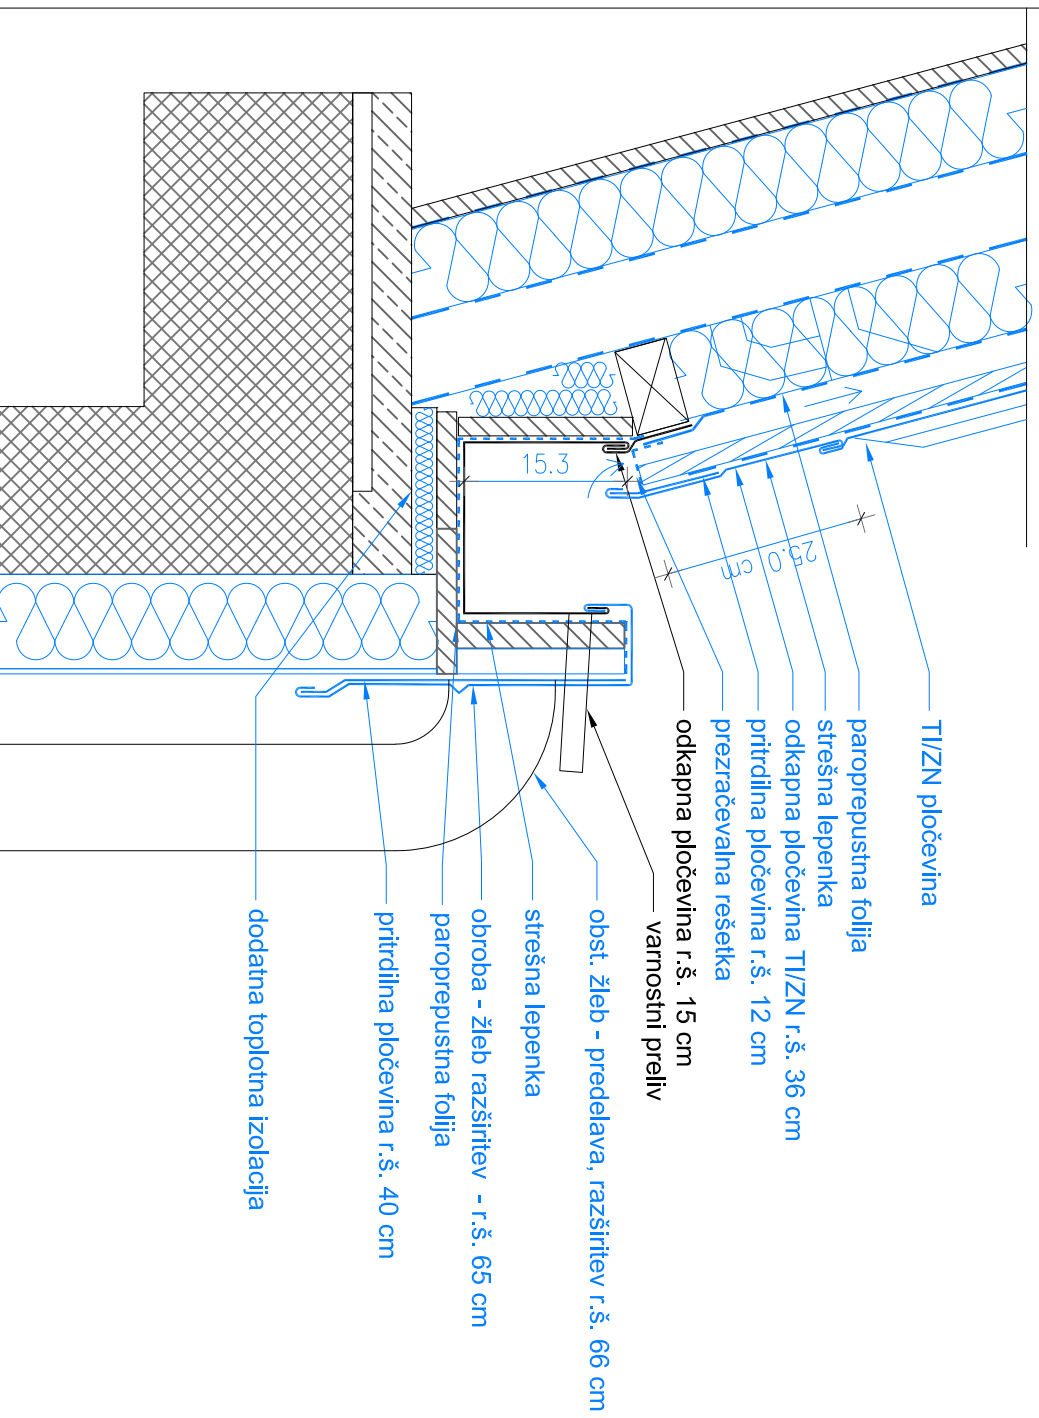 TI/ZN pločevina
paroprepustna folija
strešna lepenka
odkapna pločevina TI/ZN r.š. 36 cm
pritrdilna pločevina r.š. 12 cm
prezračevalna rešetka
odkapna pločevina r.š. 15 cm
varnostni preliv
obst. žleb - predelava, razširitev r.š. 66 cm
strešna lepenka
obroba - žleb razširitev - r.š. 65 cm
paroprepustna folija
pritrdilna pločevina r.š. 40 cm
dodatna toplotna izolacija
15.3
25.0 cm